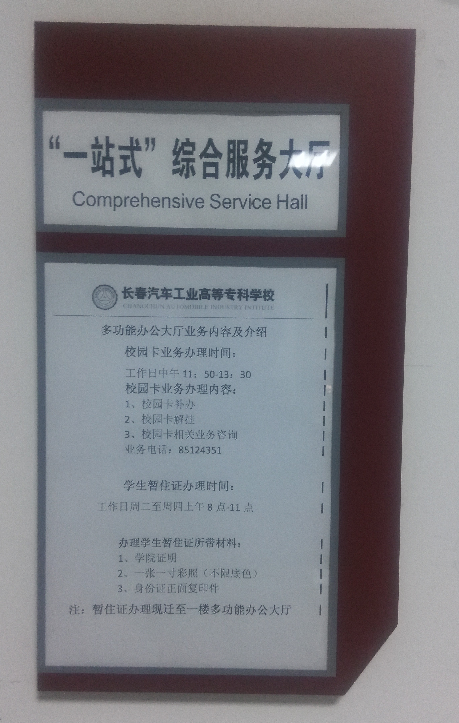 “一站式”综合服务大厅
Comprehensive Service Hall
长春汽车工业高等专科学校
CHANGCHUN AUTOMOBILE INDUSTRY INSTITUTE
多功能办公大厅业务内容及介绍
校园卡业务办理时间：
工作日中午 11：50-13：30
校园卡业务办理内容：
1、校园卡补办
2、校园卡解挂
3、校园卡相关业务咨询
业务电话：85124351
学生暂住证办理时间：
工作日周二至周四上午 8 点-11 点
办理学生暂住证所带材料：
1、学院证明
2、一张一寸彩照（不限底色）
3、身份证正面复印件
注：暂住证办理现迁至一楼多功能办公大厅